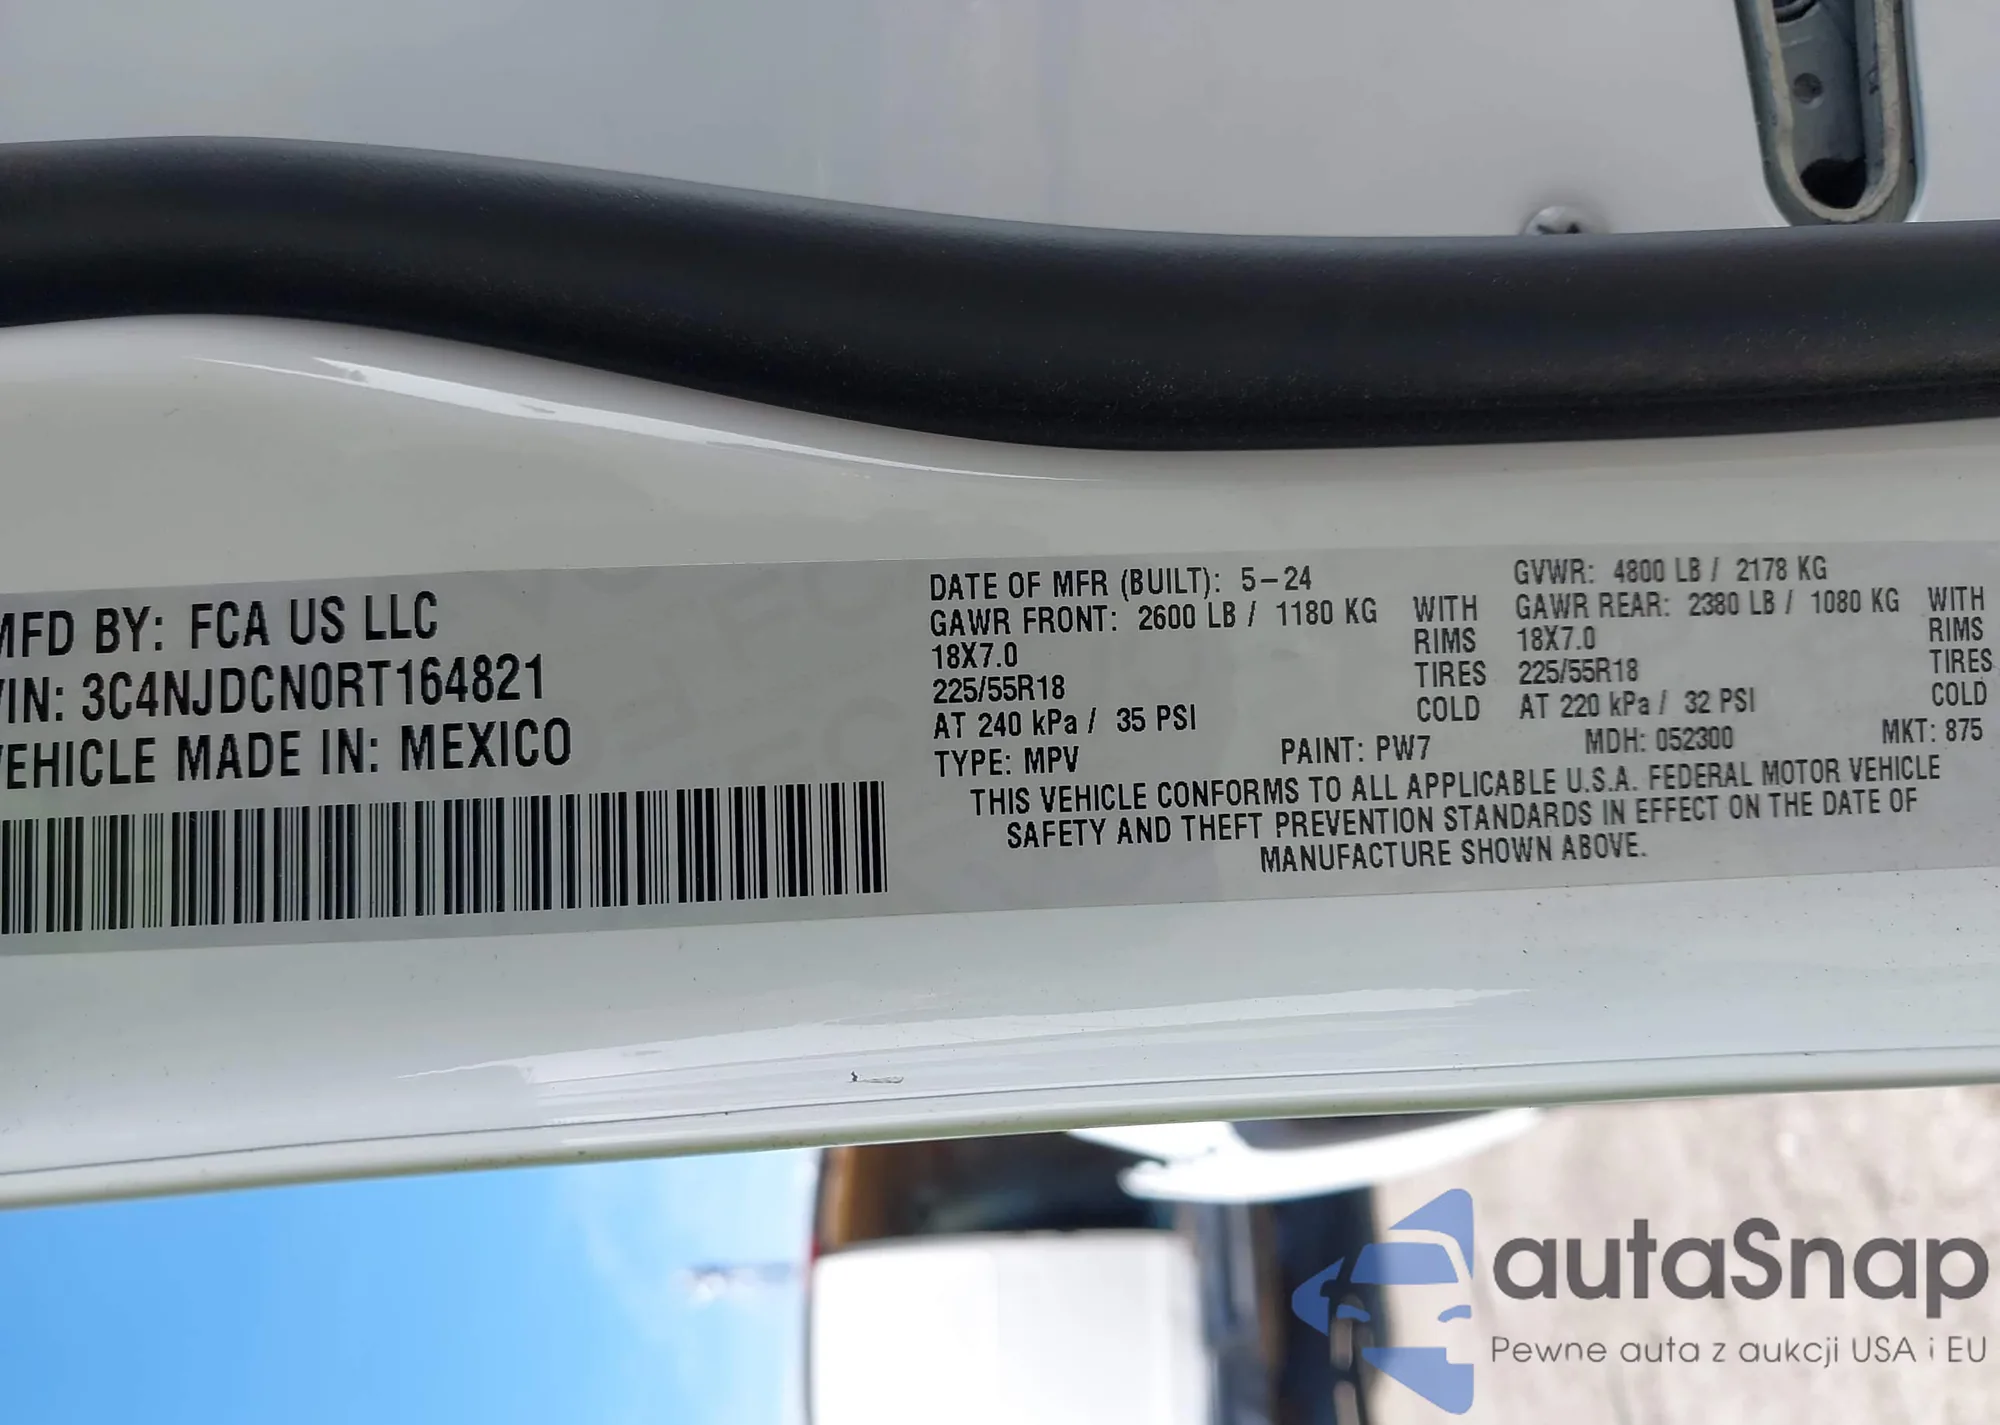 MFD BY: FCA US LLC
VIN: 3C4NJDCN0RT164821
VEHICLE MADE IN: MEXICO
DATE OF MFR (BUILT): 5-24
GAWR FRONT: 2600 LB / 1180 KG WITH
18X7.0 RIMS
225/55R18 TIRES
AT 240 kPa / 35 PSI COLD
GVWR: 4800 LB / 2178 KG
GAWR REAR: 2380 LB / 1080 KG WITH
18X7.0 RIMS
225/55R18 TIRES
AT 220 kPa / 32 PSI COLD
TYPE: MPV PAINT: PW7 MDH: 052300 MKT: 875
THIS VEHICLE CONFORMS TO ALL APPLICABLE U.S.A. FEDERAL MOTOR VEHICLE
SAFETY AND THEFT PREVENTION STANDARDS IN EFFECT ON THE DATE OF
MANUFACTURE SHOWN ABOVE.
autaSnap
Pewne auta z aukcji USA i EU